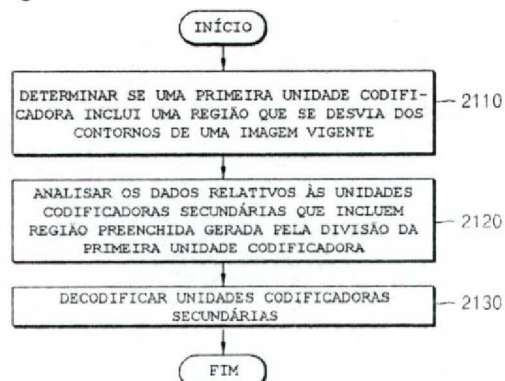 INÍCIO
DETERMINAR SE UMA PRIMEIRA UNIDADE CODIFI-
CADORA INCLUI UMA REGIÃO QUE SE DESVIA DOS
CONTORNOS DE UMA IMAGEM VIGENTE
2110
ANALISAR OS DADOS RELATIVOS ÀS UNIDADES
CODIFICADORAS SECUNDÁRIAS QUE INCLUEM
REGIÃO PREENCHIDA GERADA PELA DIVISÃO DA
PRIMEIRA UNIDADE CODIFICADORA
2120
DECODIFICAR UNIDADES CODIFICADORAS
SECUNDÁRIAS
2130
FIM